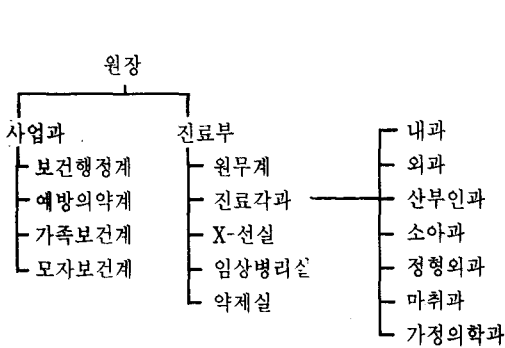 원장
사업과
보건행정계
예방의약계
가족보건계
모자보건계
진료부
원무계
진료각과
X-선실
임상병리실
약제실
내과
외과
산부인과
소아과
정형외과
마취과
가정의학과